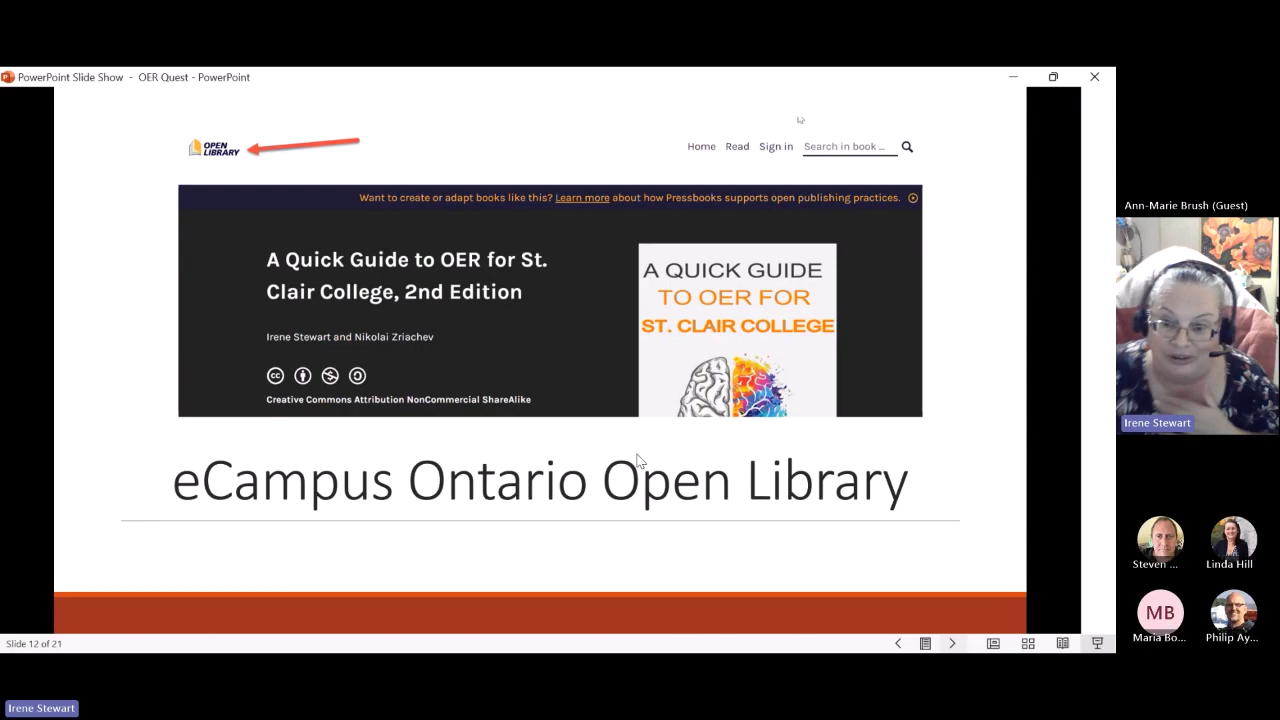 PowerPoint Slide Show - OER Quest - PowerPoint
OPEN
LIBRARY
Home Read Sign in Search in book ...
Want to create or adapt books like this? Learn more about how Pressbooks supports open publishing practices.
A Quick Guide to OER for St.
Clair College, 2nd Edition
Irene Stewart and Nikolai Zriachev
Creative Commons Attribution NonCommercial ShareAlike
A QUICK GUIDE
TO OER FOR
ST. CLAIR COLLEGE
eCampus Ontario Open Library
Slide 12 of 21
Ann-Marie Brush (Guest)
Irene Stewart
Steven ...
Linda Hill
MB
Maria Bo...
Philip Ay...
Irene Stewart